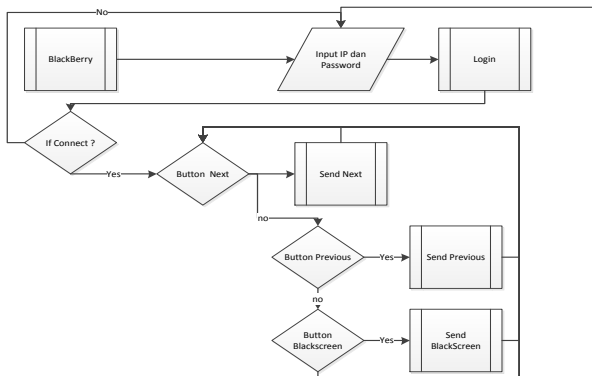 No
BlackBerry
Input IP dan
Password
Login
If Connect ?
Yes
Button  Next
Send Next
no
Button Previous
Yes
Send Previous
no
Button
Blackscreen
Yes
Send
BlackScreen